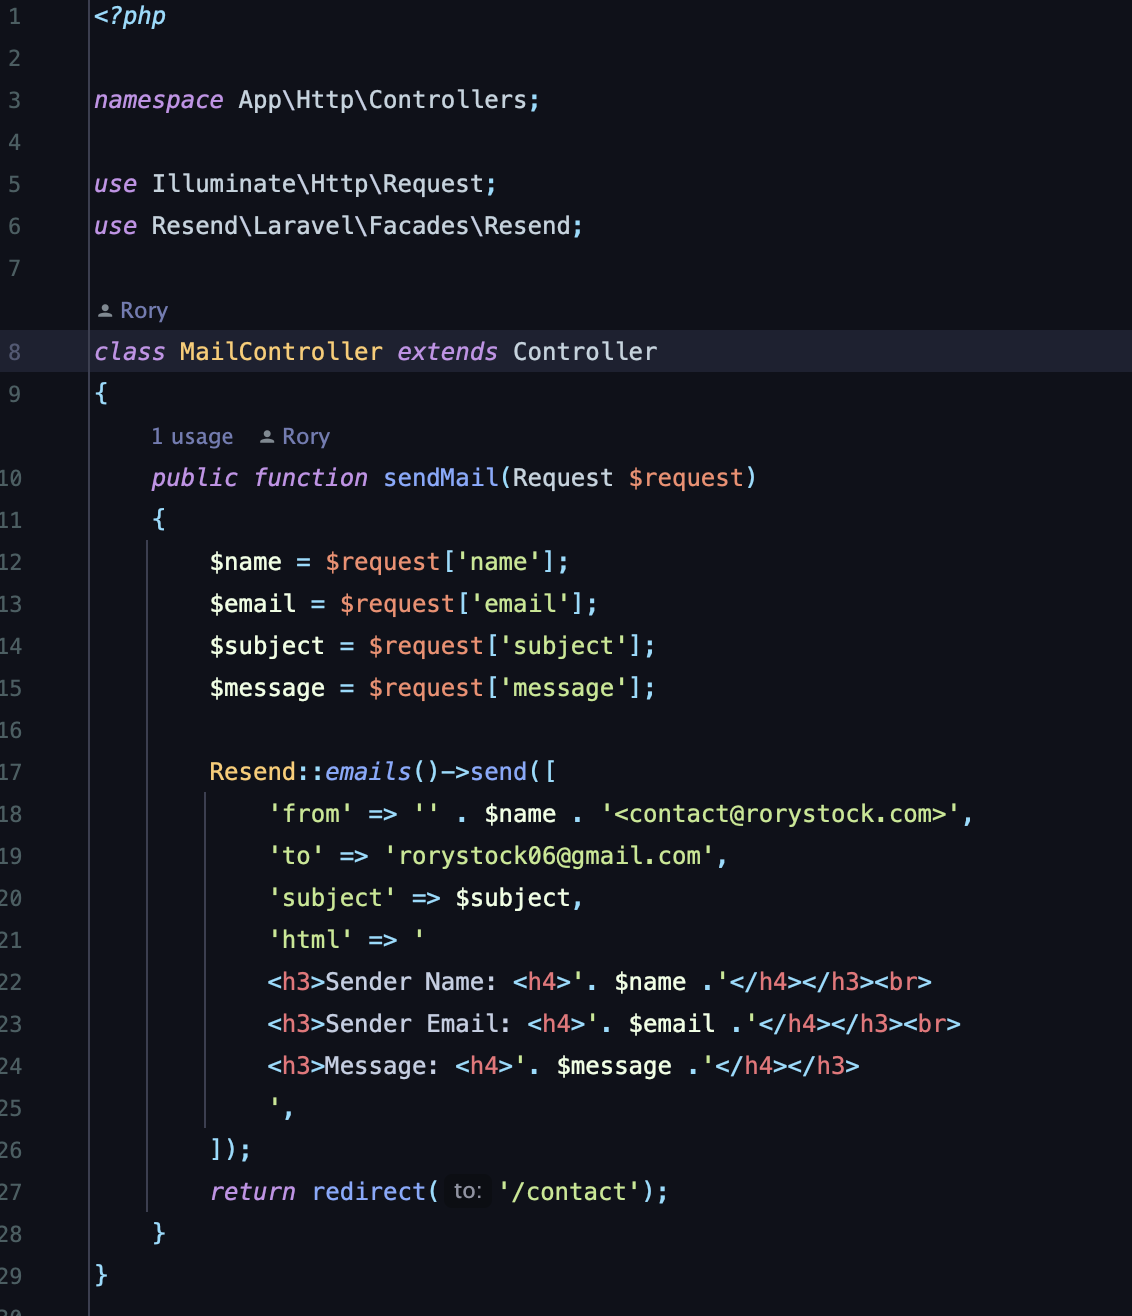 1 <?php
2
3 namespace App\Http\Controllers;
4
5 use Illuminate\Http\Request;
6 use Resend\Laravel\Facades\Resend;
7
Rory
8 class MailController extends Controller
9 {
1 usage Rory
10 public function sendMail(Request $request)
11 {
12 $name = $request['name'];
13 $email = $request['email'];
14 $subject = $request['subject'];
15 $message = $request['message'];
16
17 Resend::emails()->send([
18 'from' => '' . $name . '<contact@rorystock.com>',
19 'to' => 'rorystock06@gmail.com',
20 'subject' => $subject,
21 'html' => '
22 <h3>Sender Name: <h4>'. $name .'</h4></h3><br>
23 <h3>Sender Email: <h4>'. $email .'</h4></h3><br>
24 <h3>Message: <h4>'. $message .'</h4></h3>
25 ',
26 ]);
27 return redirect( to: '/contact');
28 }
29 }